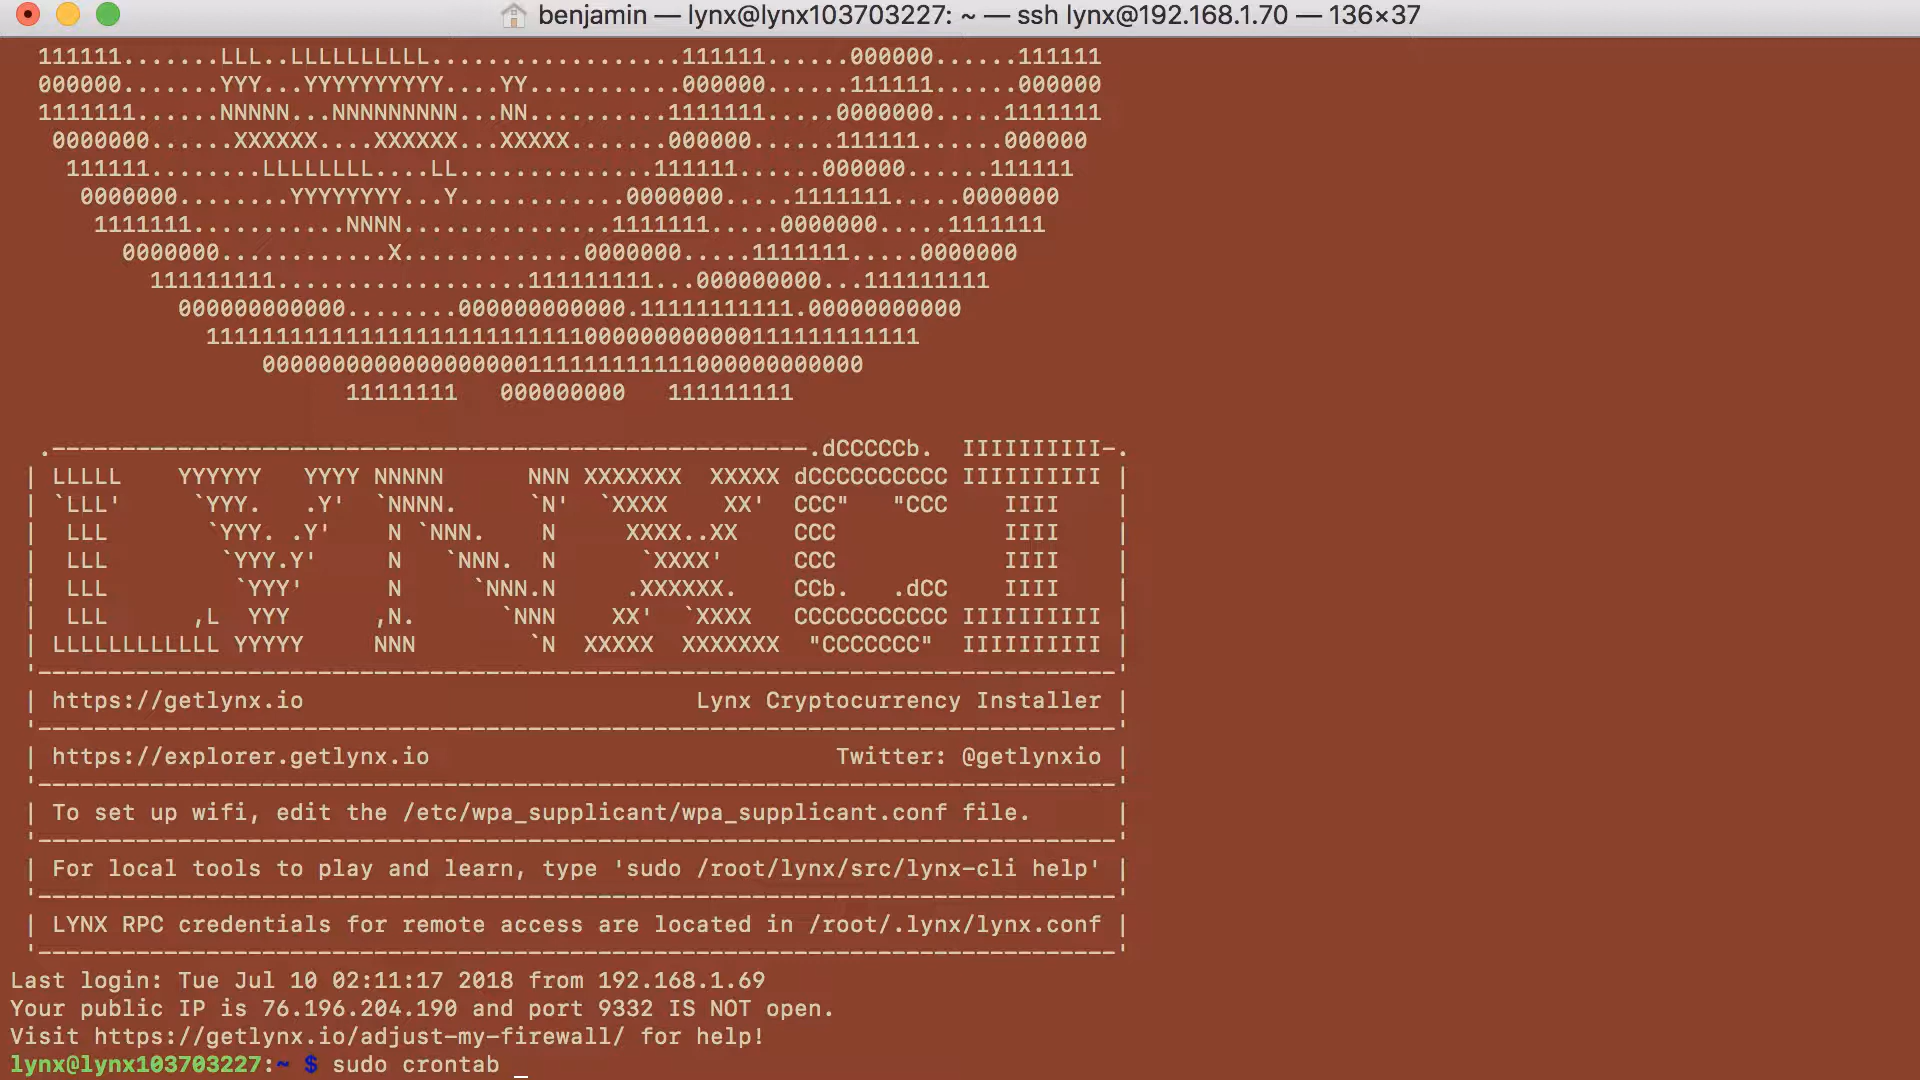 benjamin — lynx@lynx103703227: ~ — ssh lynx@192.168.1.70 — 136×37
111111.......LLL..LLLLLLLLLL..................111111......000000......111111
000000.......YYY...YYYYYYYYYY....YY...........000000......111111......000000
1111111......NNNNN...NNNNNNNNN...NN..........1111111.....0000000.....1111111
0000000......XXXXXX....XXXXXX...XXXXX.......000000......111111......000000
111111........LLLLLLLL....LL..............111111......000000......111111
0000000........YYYYYYYY...Y............0000000.....1111111.....0000000
1111111...........NNNN...............1111111.....0000000.....1111111
0000000............X.............0000000.....1111111.....0000000
111111111..................111111111...000000000...111111111
000000000000........000000000000.11111111111.00000000000
111111111111111111111111111000000000000111111111111
0000000000000000000111111111111000000000000
11111111   000000000   111111111
.------------------------------------------------------.dCCCCCb.  IIIIIIIIII-.
| LLLLL    YYYYYY   YYYY NNNNN      NNN XXXXXXX  XXXXX dCCCCCCCCCC IIIIIIIIII |
| `LLL'     `YYY.   .Y'  `NNNN.     `N'  `XXXX    XX'  CCC"   "CCC    IIII    |
|  LLL       `YYY. .Y'    N `NNN.    N     XXXX..XX    CCC            IIII    |
|  LLL        `YYY.Y'     N   `NNN.  N      `XXXX'     CCC            IIII    |
|  LLL         `YYY'      N     `NNN.N     .XXXXXX.    CCb.   .dCC    IIII    |
|  LLL      ,L  YYY      ,N.      `NNN    XX'  `XXXX   CCCCCCCCCCC IIIIIIIIII |
| LLLLLLLLLLLL YYYYY     NNN        `N  XXXXX  XXXXXXX  "CCCCCCC"  IIIIIIIIII |
'-----------------------------------------------------------------------------'
| https://getlynx.io                            Lynx Cryptocurrency Installer |
'-----------------------------------------------------------------------------'
| https://explorer.getlynx.io                             Twitter: @getlynxio |
'-----------------------------------------------------------------------------'
| To set up wifi, edit the /etc/wpa_supplicant/wpa_supplicant.conf file.      |
'-----------------------------------------------------------------------------'
| For local tools to play and learn, type 'sudo /root/lynx/src/lynx-cli help' |
'-----------------------------------------------------------------------------'
| LYNX RPC credentials for remote access are located in /root/.lynx/lynx.conf |
'-----------------------------------------------------------------------------'
Last login: Tue Jul 10 02:11:17 2018 from 192.168.1.69
Your public IP is 76.196.204.190 and port 9332 IS NOT open.
Visit https://getlynx.io/adjust-my-firewall/ for help!
lynx@lynx103703227:~ $ sudo crontab _